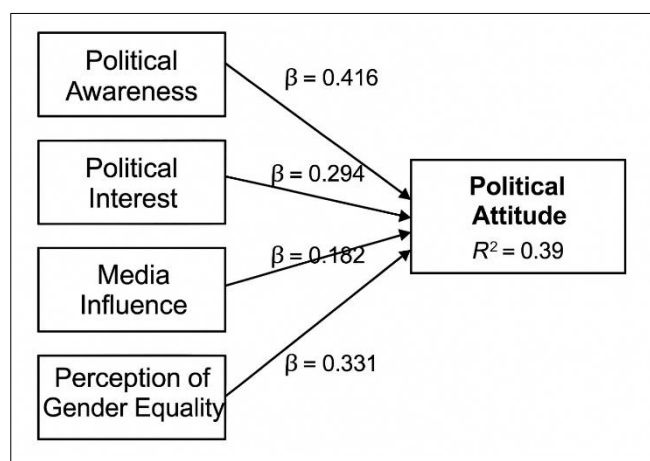 Political
Awareness
β = 0.416
Political
Interest
β = 0.294
Political
Attitude
R² = 0.39
Media
Influence
β = 0.182
Perception of
Gender Equality
β = 0.331